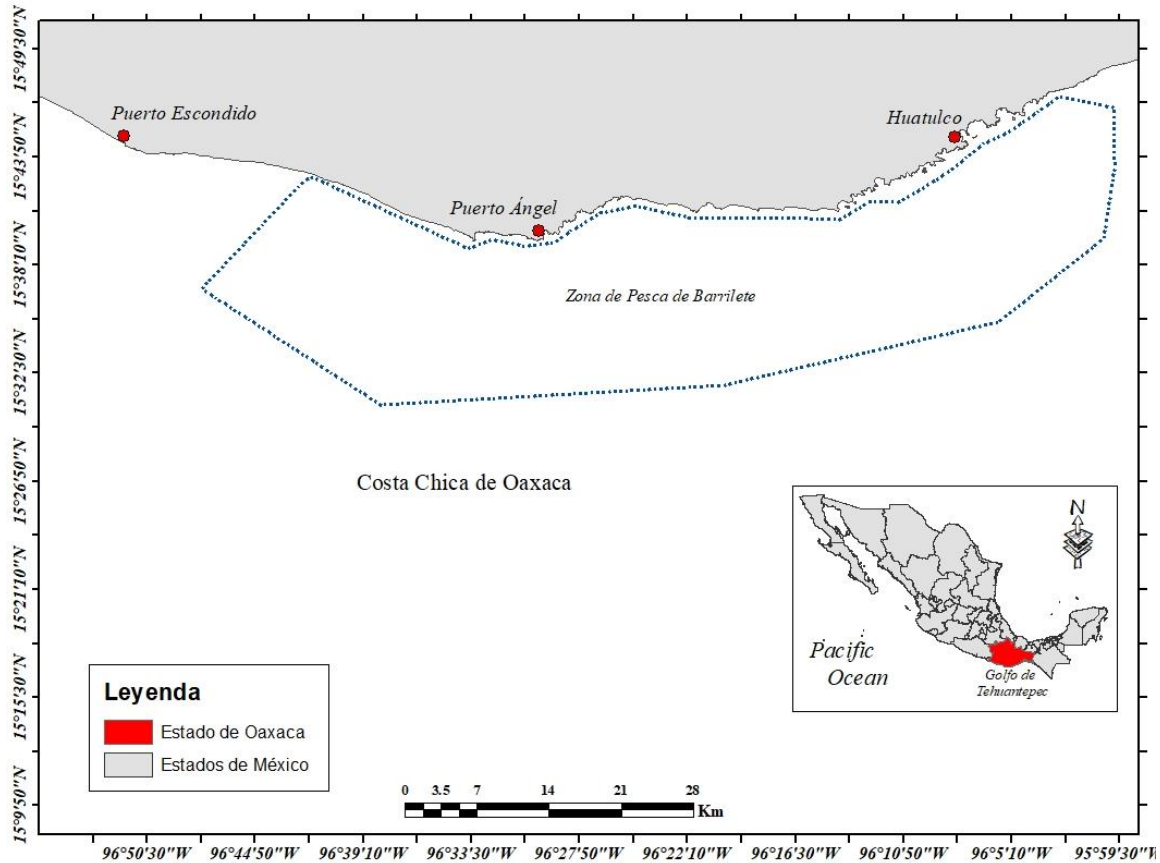 15°49'30"N
15°43'50"N
15°38'10"N
15°32'30"N
15°26'50"N
15°21'10"N
15°15'30"N
15°9'50"N
Puerto Escondido
Huatulco
Puerto Ángel
Zona de Pesca de Barrilete
Costa Chica de Oaxaca
N
Pacific
Ocean
Golfo de
Tehuantepec
Leyenda
Estado de Oaxaca
Estados de México
0 3.5 7 14 21 28
Km
96°50'30"W 96°44'50"W 96°39'10"W 96°33'30"W 96°27'50"W 96°22'10"W 96°16'30"W 96°10'50"W 96°5'10"W 95°59'30"W